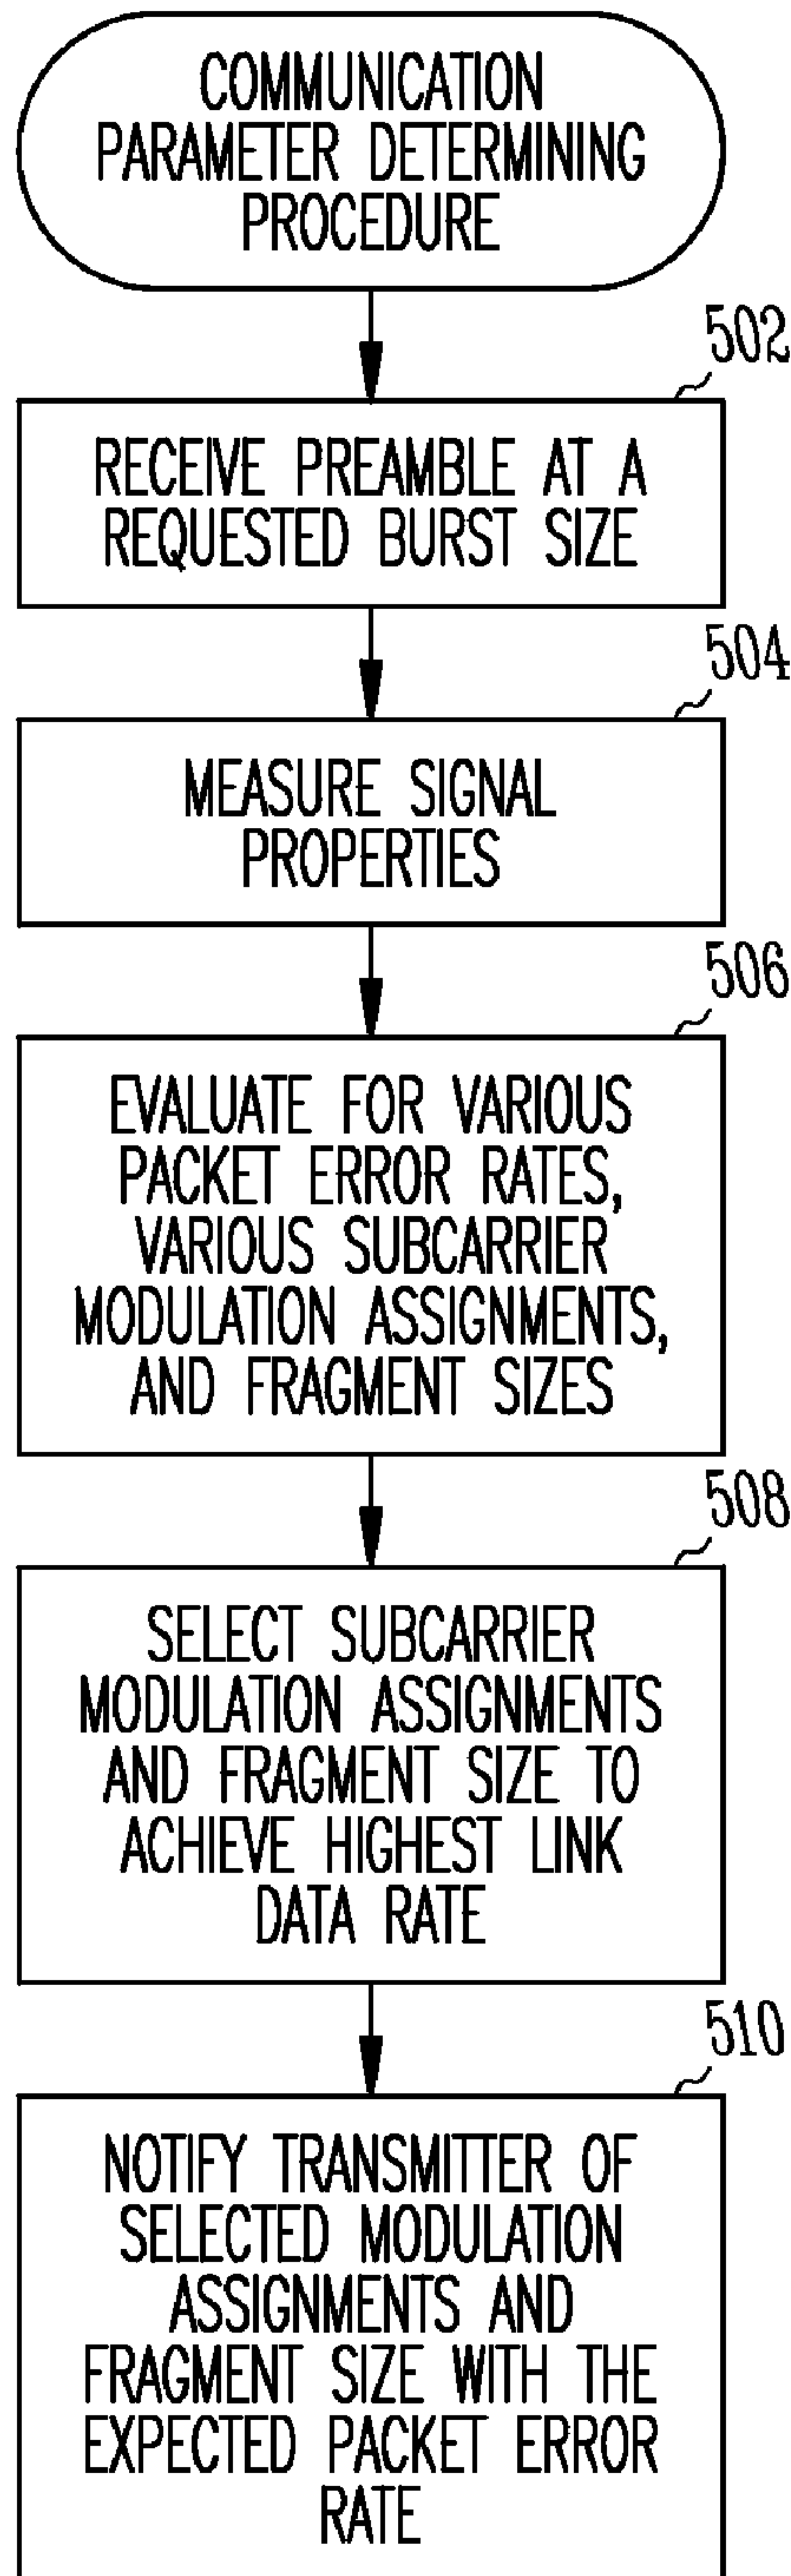 COMMUNICATION
PARAMETER DETERMINING
PROCEDURE
502
RECEIVE PREAMBLE AT A
REQUESTED BURST SIZE
504
MEASURE SIGNAL
PROPERTIES
506
EVALUATE FOR VARIOUS
PACKET ERROR RATES,
VARIOUS SUBCARRIER
MODULATION ASSIGNMENTS,
AND FRAGMENT SIZES
508
SELECT SUBCARRIER
MODULATION ASSIGNMENTS
AND FRAGMENT SIZE TO
ACHIEVE HIGHEST LINK
DATA RATE
510
NOTIFY TRANSMITTER OF
SELECTED MODULATION
ASSIGNMENTS AND
FRAGMENT SIZE WITH THE
EXPECTED PACKET ERROR
RATE